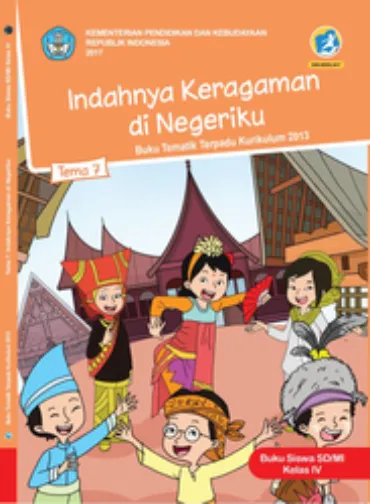 KEMENTERIAN PENDIDIKAN DAN KEBUDAYAAN
REPUBLIK INDONESIA
2017
Indahnya Keragaman
di Negeriku
Buku Tematik Terpadu Kurikulum 2013
Tema 7
Buku Siswa SD/MI
Kelas IV